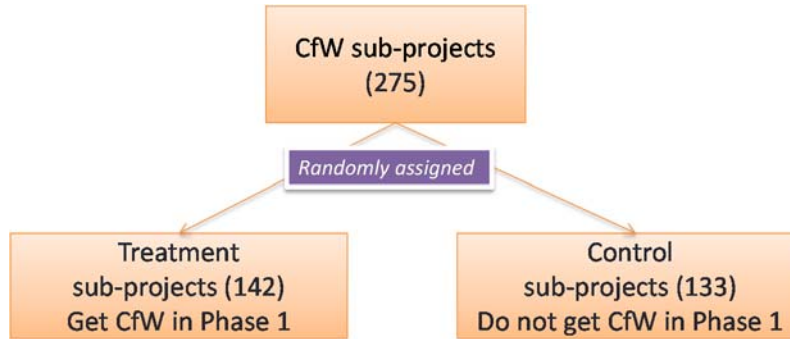 CfW sub-projects
(275)
Randomly assigned
Treatment
sub-projects (142)
Get CfW in Phase 1
Control
sub-projects (133)
Do not get CfW in Phase 1